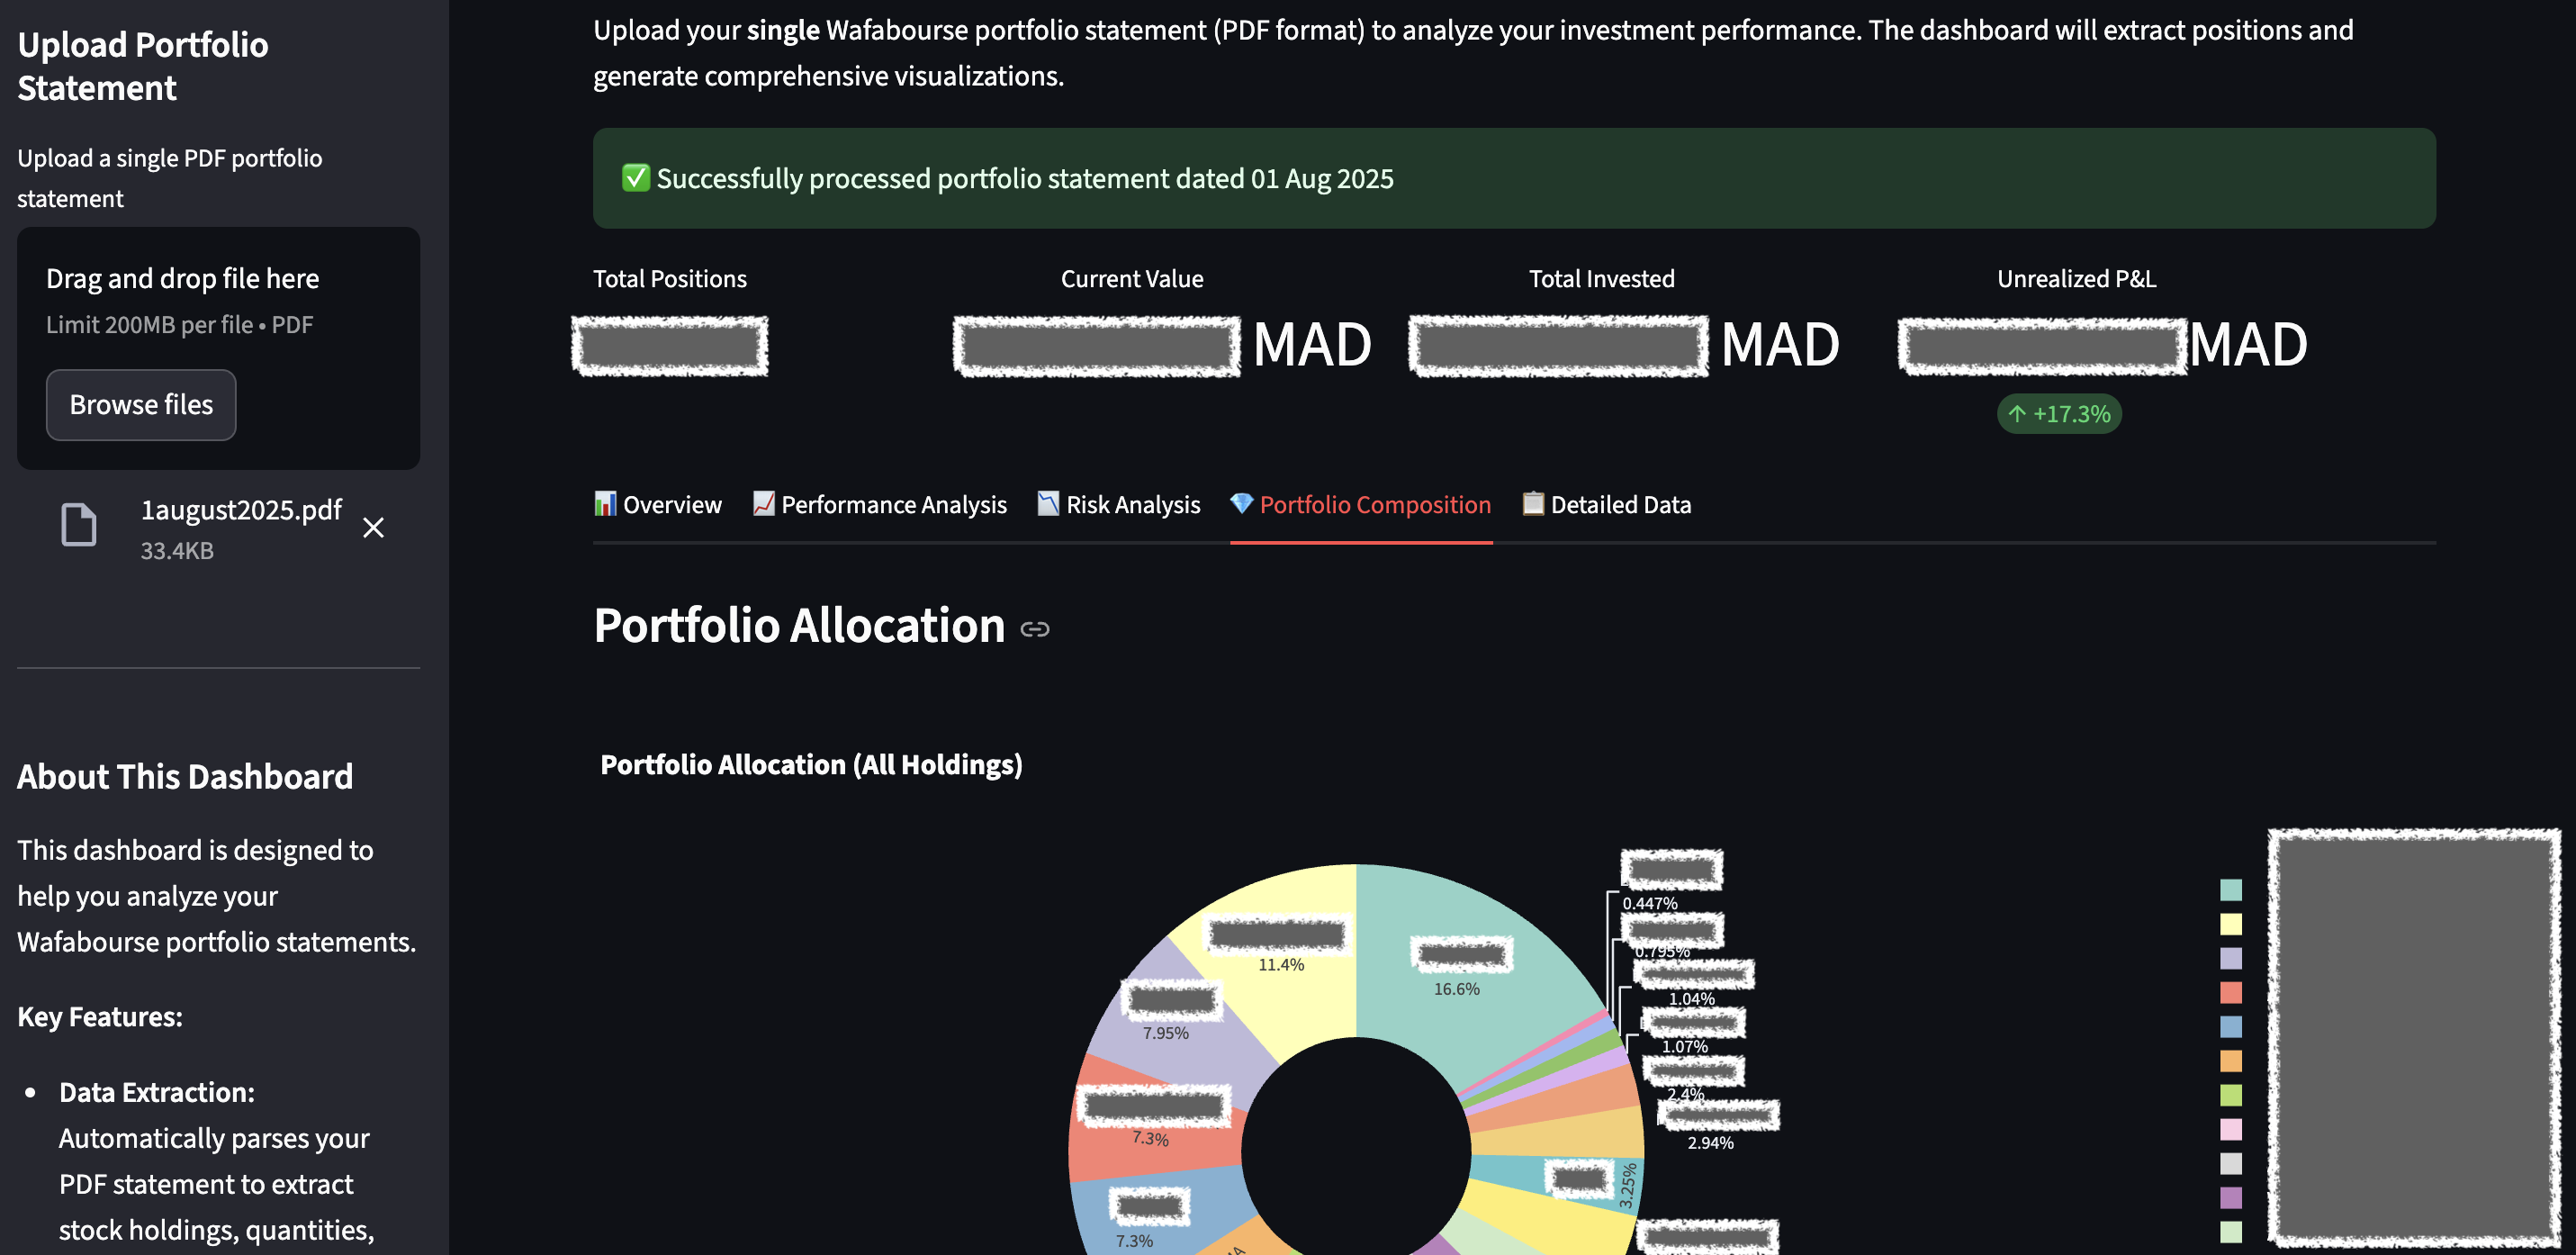 Upload Portfolio
Statement
Upload a single PDF portfolio
statement
Drag and drop file here
Limit 200MB per file • PDF
Browse files
1august2025.pdf
33.4KB
About This Dashboard
This dashboard is designed to
help you analyze your
Wafabourse portfolio statements.
Key Features:
• Data Extraction:
Automatically parses your
PDF statement to extract
stock holdings, quantities,
Upload your single Wafabourse portfolio statement (PDF format) to analyze your investment performance. The dashboard will extract positions and
generate comprehensive visualizations.
✅ Successfully processed portfolio statement dated 01 Aug 2025
Total Positions
Current Value
MAD
Total Invested
MAD
Unrealized P&L
MAD
↑ +17.3%
📊 Overview
📈 Performance Analysis
📉 Risk Analysis
💎 Portfolio Composition
📋 Detailed Data
Portfolio Allocation
Portfolio Allocation (All Holdings)
11.4%
16.6%
7.95%
7.3%
7.3%
0.447%
0.795%
1.04%
1.07%
2.4%
2.94%
3.25%